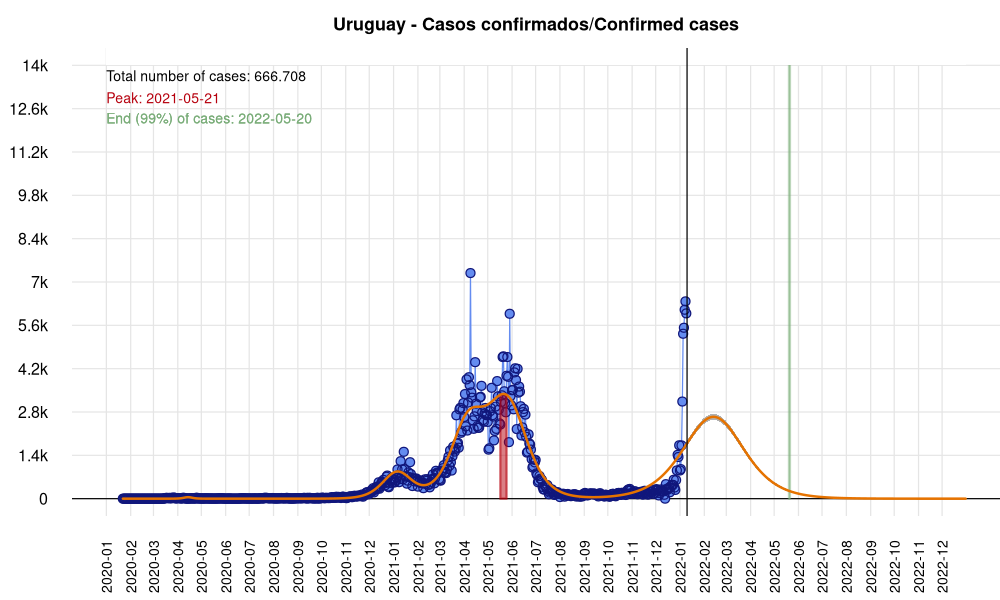 Uruguay - Casos confirmados/Confirmed cases
14k
Total number of cases: 666.708
Peak: 2021-05-21
12.6k
End (99%) of cases: 2022-05-20
11.2k
9.8k
8.4k
7k
5.6k
4.2k
2.8k
1.4k
0
2020-01
2020-02
2020-03
2020-04
2020-05
2020-06
2020-07
2020-08
2020-09
2020-10
2020-11
2020-12
2021-01
2021-02
2021-03
2021-04
2021-05
2021-06
2021-07
2021-08
2021-09
2021-10
2021-11
2021-12
2022-01
2022-02
2022-03
2022-04
2022-05
2022-06
2022-07
2022-08
2022-09
2022-10
2022-11
2022-12